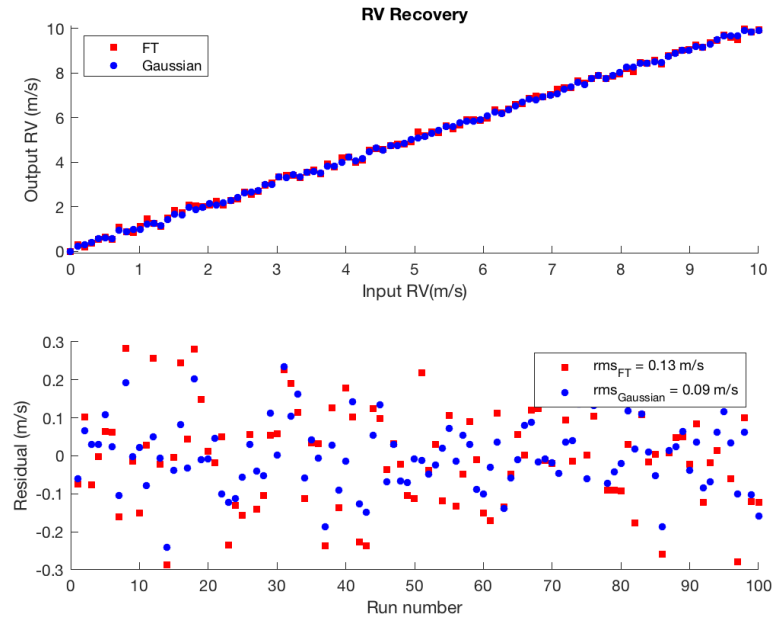 RV Recovery
FT
Gaussian
Output RV (m/s)
10
8
6
4
2
0
0 1 2 3 4 5 6 7 8 9 10
Input RV(m/s)
rms_FT = 0.13 m/s
rms_Gaussian = 0.09 m/s
Residual (m/s)
0.3
0.2
0.1
0
-0.1
-0.2
-0.3
0 10 20 30 40 50 60 70 80 90 100
Run number